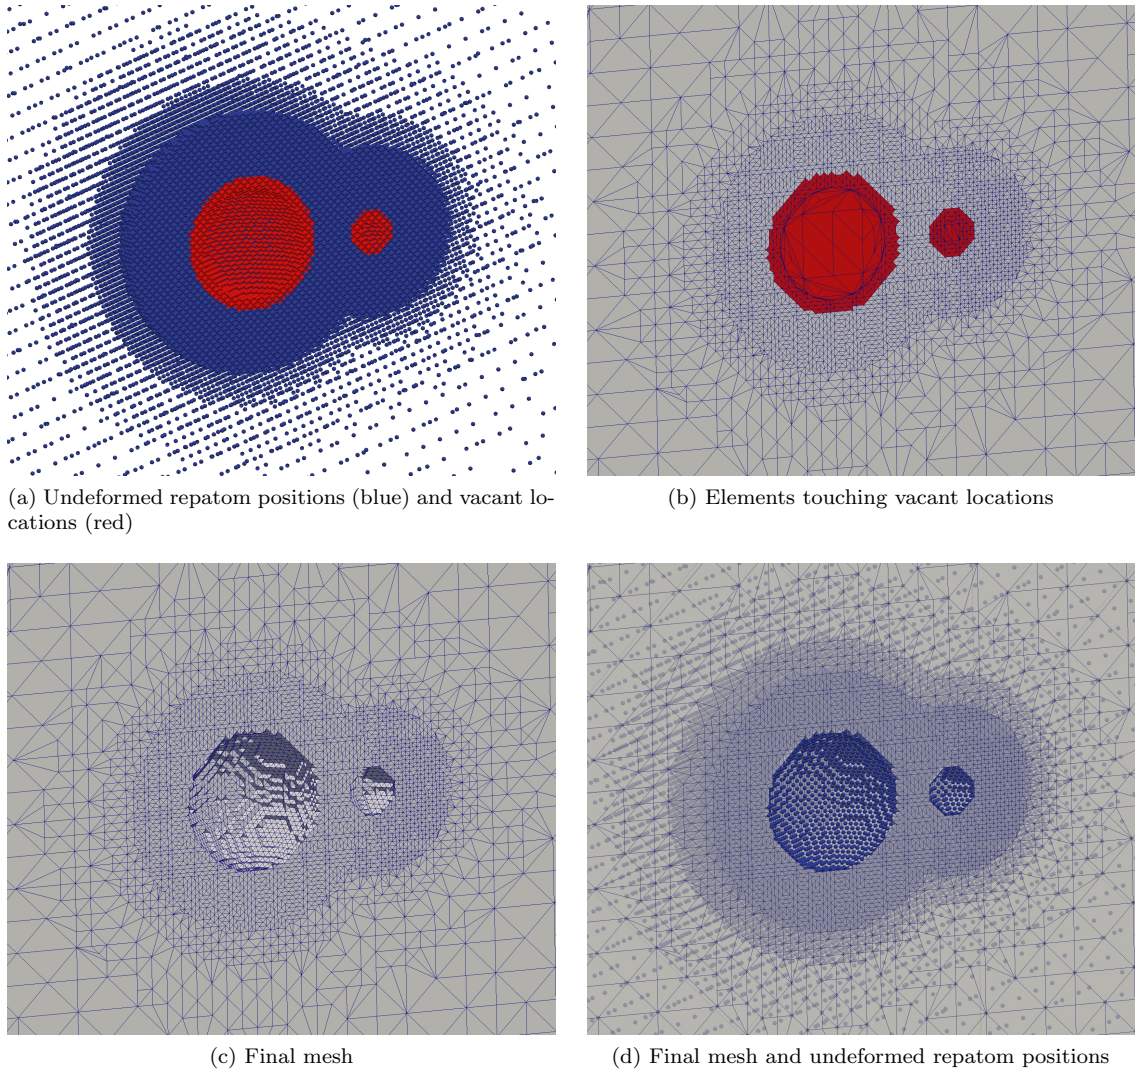 (a) Undeformed repatom positions (blue) and vacant lo-
cations (red)
(b) Elements touching vacant locations
(c) Final mesh
(d) Final mesh and undeformed repatom positions